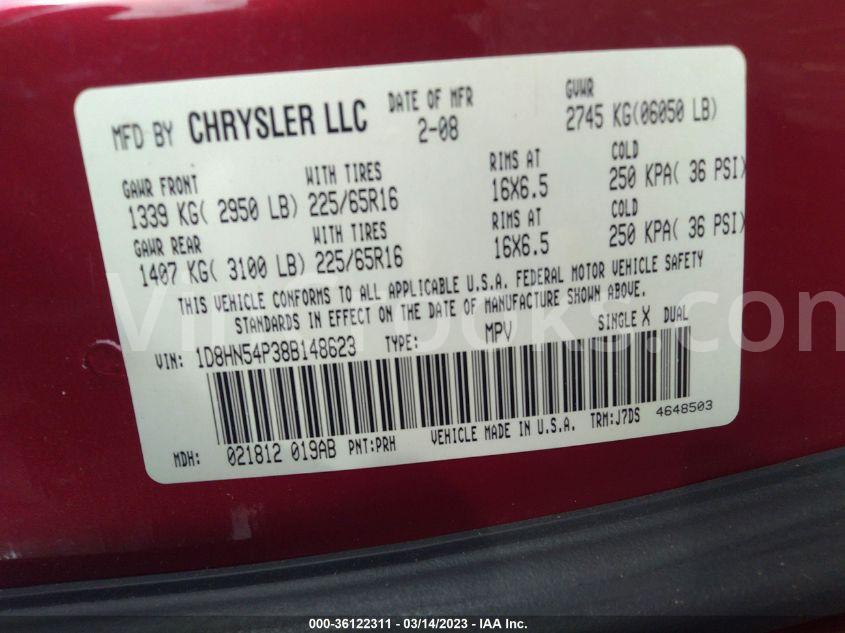 MFD BY CHRYSLER LLC DATE OF MFR 2-08 GVWR 2745 KG(06050 LB)
GAWR FRONT WITH TIRES RIMS AT COLD
1339 KG( 2950 LB) 225/65R16 16X6.5 250 KPA( 36 PSI)
GAWR REAR WITH TIRES RIMS AT COLD
1407 KG( 3100 LB) 225/65R16 16X6.5 250 KPA( 36 PSI)
THIS VEHICLE CONFORMS TO ALL APPLICABLE U.S.A. FEDERAL MOTOR VEHICLE SAFETY
STANDARDS IN EFFECT ON THE DATE OF MANUFACTURE SHOWN ABOVE.
VIN: 1D8HN54P38B148623 TYPE: MPV SINGLE X DUAL
MDH: 021812 019AB PNT:PRH VEHICLE MADE IN U.S.A. TRM:J7DS 4648503
000-36122311 - 03/14/2023 - IAA Inc.